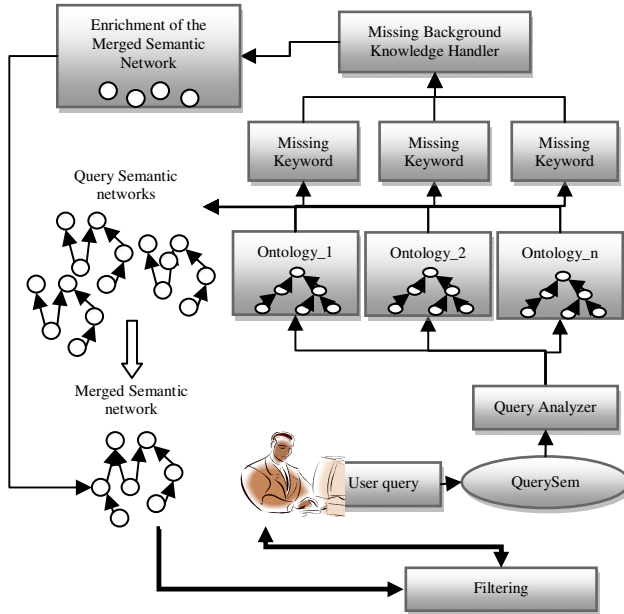 Enrichment of the
Merged Semantic
Network
Missing Background
Knowledge Handler
Missing
Keyword
Missing
Keyword
Missing
Keyword
Query Semantic
networks
Ontology_1
Ontology_2
Ontology_n
Merged Semantic
network
Query Analyzer
User query
QuerySem
Filtering